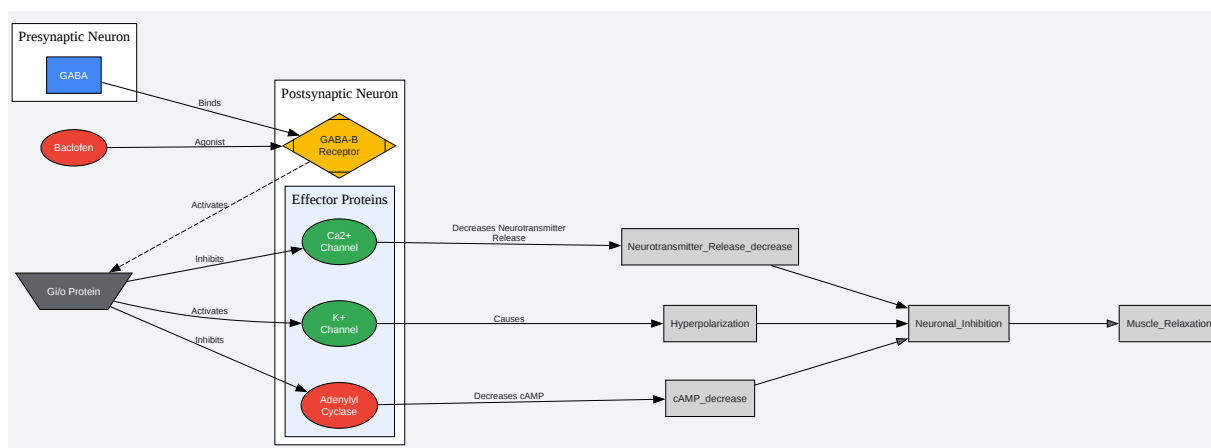 Presynaptic Neuron
GABA
Binds
Postsynaptic Neuron
Baclofen
Agonist
GABA-B
Receptor
Activates
Effector Proteins
Ca2+
Channel
Decreases Neurotransmitter
Release
Neurotransmitter_Release_decrease
Inhibits
Gi/o Protein
Activates
K+
Channel
Causes
Hyperpolarization
Neuronal_Inhibition
Muscle_Relaxation
Inhibits
Adenylyl
Cyclase
Decreases cAMP
cAMP_decrease